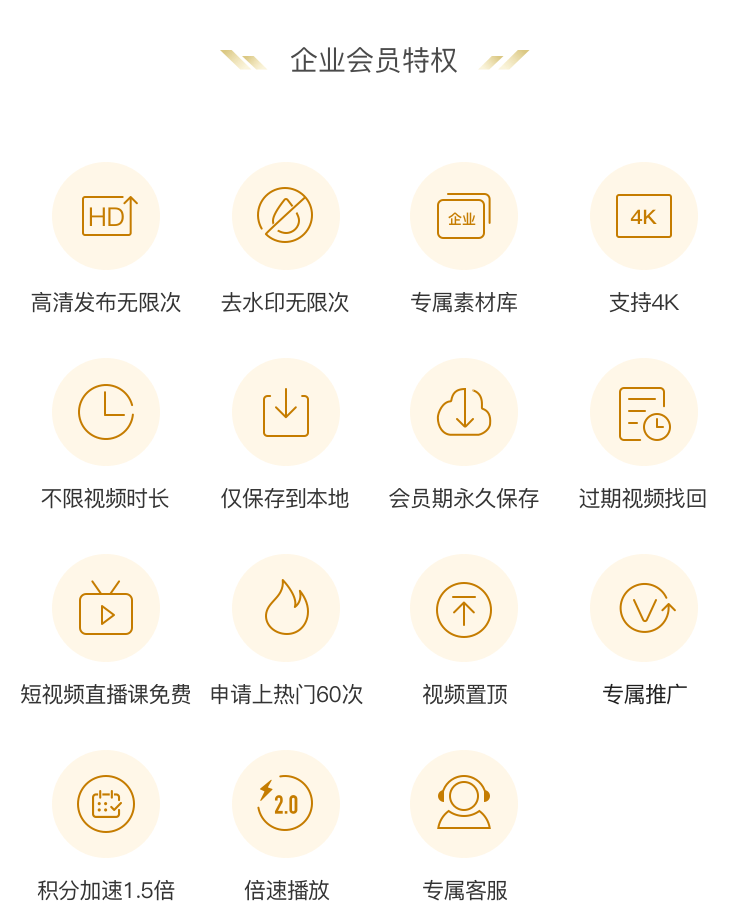 企业会员特权
HD
企业
4K
高清发布无限次
去水印无限次
专属素材库
支持4K
不限视频时长
仅保存到本地
会员期永久保存
过期视频找回
短视频直播课免费
申请上热门60次
视频置顶
专属推广
2.0
积分加速1.5倍
倍速播放
专属客服